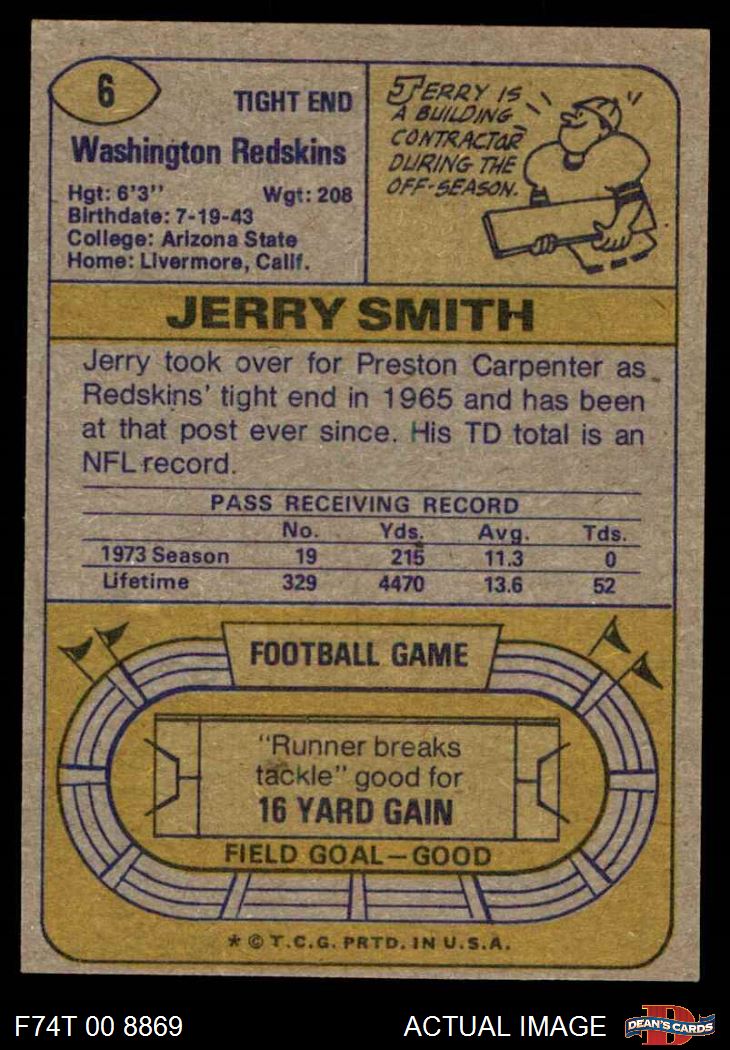 6
TIGHT END
Washington Redskins
Hgt: 6'3" Wgt: 208
Birthdate: 7-19-43
College: Arizona State
Home: Livermore, Calif.
JERRY IS
A BUILDING
CONTRACTOR
DURING THE
OFF-SEASON.
JERRY SMITH
Jerry took over for Preston Carpenter as
Redskins' tight end in 1965 and has been
at that post ever since. His TD total is an
NFL record.
PASS RECEIVING RECORD
No. Yds. Avg. Tds.
1973 Season 19 215 11.3 0
Lifetime 329 4470 13.6 52
FOOTBALL GAME
"Runner breaks
tackle" good for
16 YARD GAIN
FIELD GOAL—GOOD
* © T.C.G. PRTD. IN U.S.A.
F74T 00 8869 ACTUAL IMAGE
D
DEAN'S CARDS